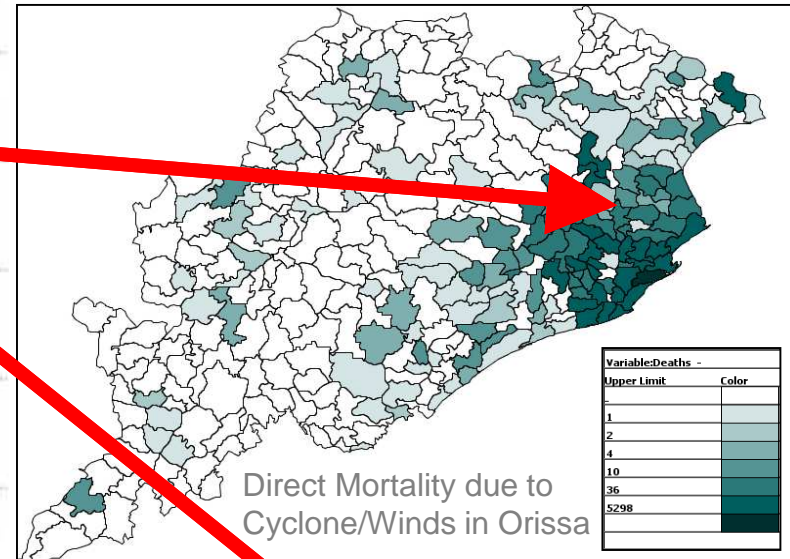 Variable:Deaths -
Upper Limit Color
-
1
2
4
10
36
5298
Direct Mortality due to
Cyclone/Winds in Orissa